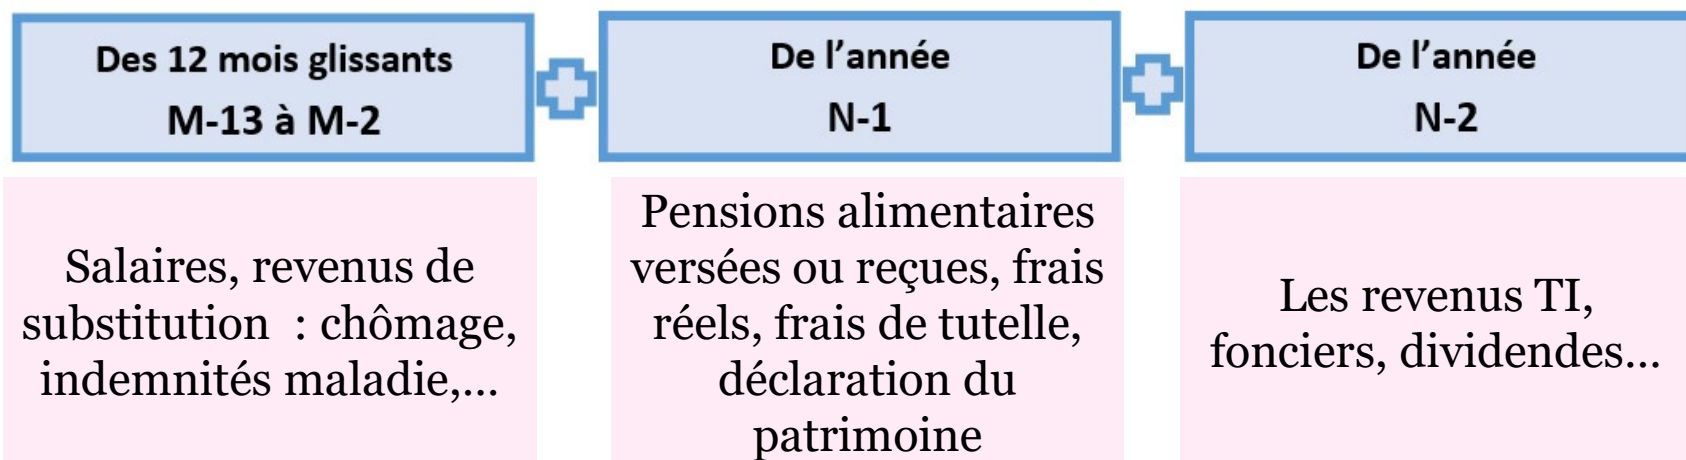 Des 12 mois glissants
M-13 à M-2
De l’année
N-1
De l’année
N-2
Salaires, revenus de
substitution : chômage,
indemnités maladie,...
Pensions alimentaires
versées ou reçues, frais
réels, frais de tutelle,
déclaration du
patrimoine
Les revenus TI,
fonciers, dividendes...